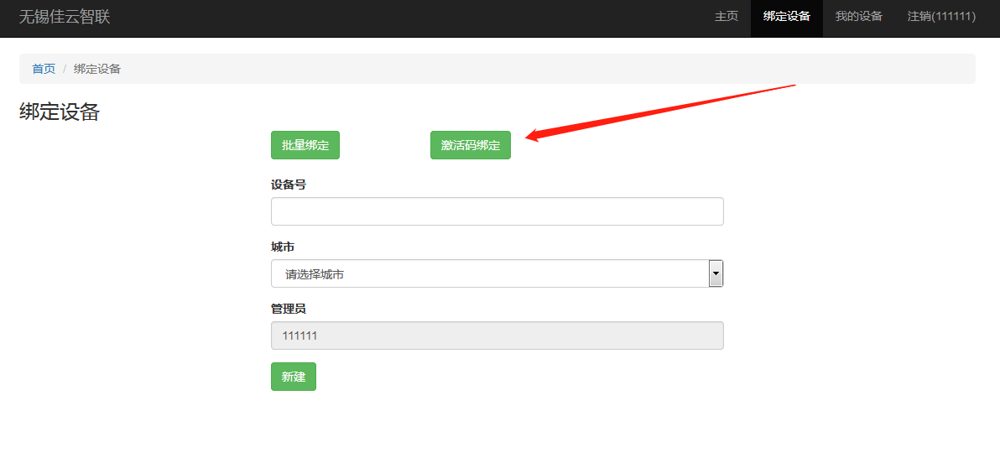 无锡佳云智联 主页 绑定设备 我的设备 注销(111111)
首页 / 绑定设备
绑定设备
批量绑定 激活码绑定
设备号
城市
请选择城市
管理员
111111
新建